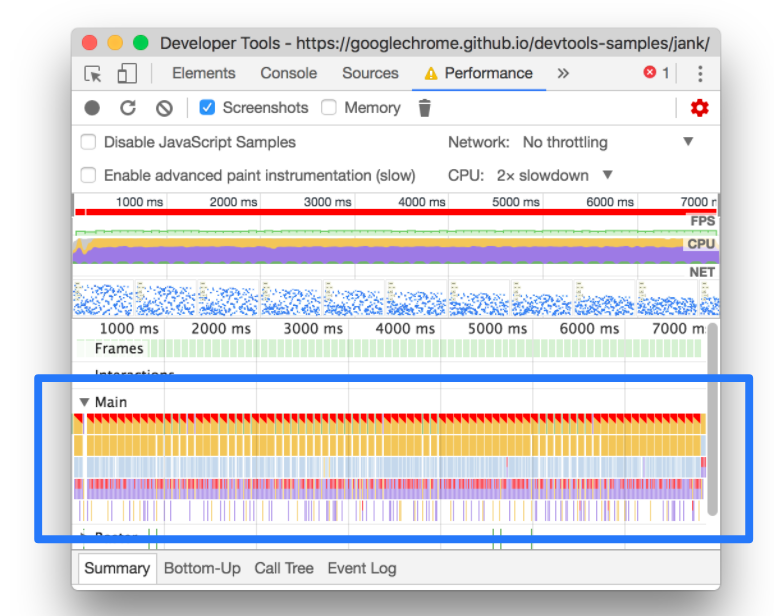 Developer Tools - https://googlechrome.github.io/devtools-samples/jank/
Elements Console Sources Performance » 1
Screenshots Memory
Disable JavaScript Samples Network: No throttling
Enable advanced paint instrumentation (slow) CPU: 2× slowdown
1000 ms 2000 ms 3000 ms 4000 ms 5000 ms 6000 ms 7000
FPS
CPU
NET
1000 ms 2000 ms 3000 ms 4000 ms 5000 ms 6000 ms 7000 m
Frames
Interactions
Main
Summary Bottom-Up Call Tree Event Log